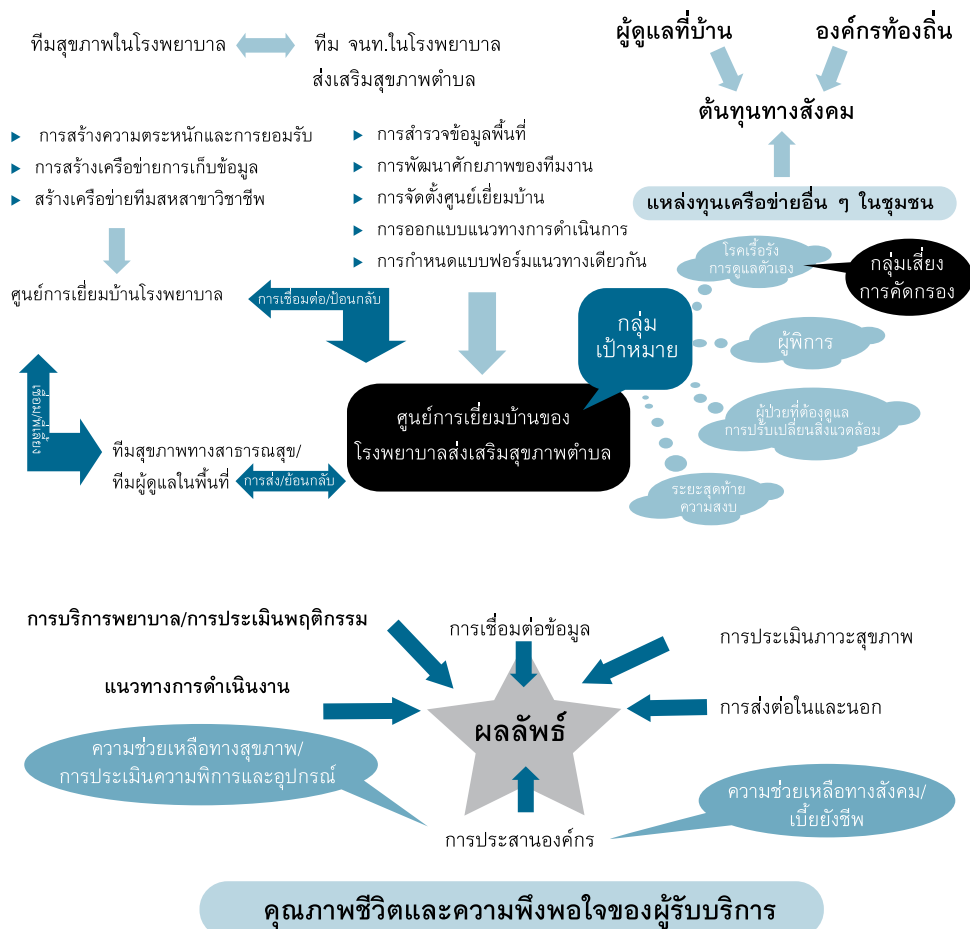 ทีมสุขภาพในโรงพยาบาล
ทีม จนท.ในโรงพยาบาล
ส่งเสริมสุขภาพตำบล
ผู้ดูแลที่บ้าน
องค์กรท้องถิ่น
ต้นทุนทางสังคม
แหล่งทุนเครือข่ายอื่น ๆ ในชุมชน
การสร้างความตระหนักและการยอมรับ
การสร้างเครือข่ายการเก็บข้อมูล
สร้างเครือข่ายทีมสหสาขาวิชาชีพ
การสำรวจข้อมูลพื้นที่
การพัฒนาศักยภาพของทีมงาน
การจัดตั้งศูนย์เยี่ยมบ้าน
การออกแบบแนวทางการดำเนินการ
การกำหนดแบบฟอร์มแนวทางเดียวกัน
โรคเรื้อรัง
การดูแลตัวเอง
กลุ่มเสี่ยง
การคัดกรอง
ศูนย์การเยี่ยมบ้านโรงพยาบาล
การเชื่อมต่อ/ป้อนกลับ
กลุ่ม
เป้าหมาย
ผู้พิการ
ผู้ป่วยที่ต้องดูแล
การปรับเปลี่ยนสิ่งแวดล้อม
ศูนย์การเยี่ยมบ้านของ
โรงพยาบาลส่งเสริมสุขภาพตำบล
เชื่อม/พี่เลี้ยง
ทีมสุขภาพทางสาธารณสุข/
ทีมผู้ดูแลในพื้นที่
การส่ง/ย้อนกลับ
ระยะสุดท้าย
ความสงบ
การบริการพยาบาล/การประเมินพฤติกรรม
การเชื่อมต่อข้อมูล
การประเมินภาวะสุขภาพ
แนวทางการดำเนินงาน
การส่งต่อในและนอก
ผลลัพธ์
ความช่วยเหลือทางสุขภาพ/
การประเมินความพิการและอุปกรณ์
ความช่วยเหลือทางสังคม/
เบี้ยยังชีพ
การประสานองค์กร
คุณภาพชีวิตและความพึงพอใจของผู้รับบริการ